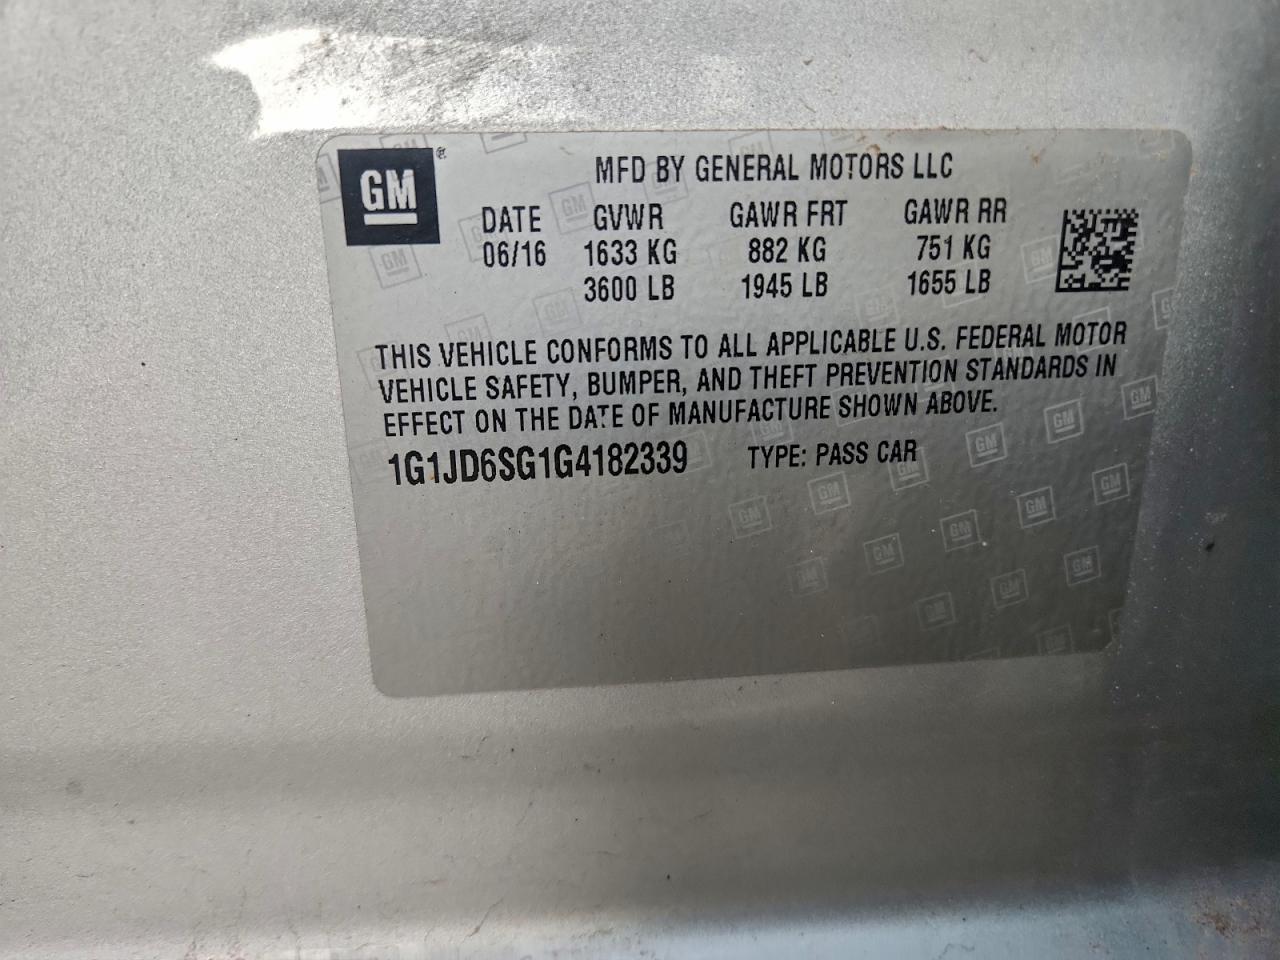 GM ®
MFD BY GENERAL MOTORS LLC
DATE GVWR GAWR FRT GAWR RR
06/16 1633 KG 882 KG 751 KG
3600 LB 1945 LB 1655 LB
THIS VEHICLE CONFORMS TO ALL APPLICABLE U.S. FEDERAL MOTOR
VEHICLE SAFETY, BUMPER, AND THEFT PREVENTION STANDARDS IN
EFFECT ON THE DATE OF MANUFACTURE SHOWN ABOVE.
1G1JD6SG1G4182339 TYPE: PASS CAR